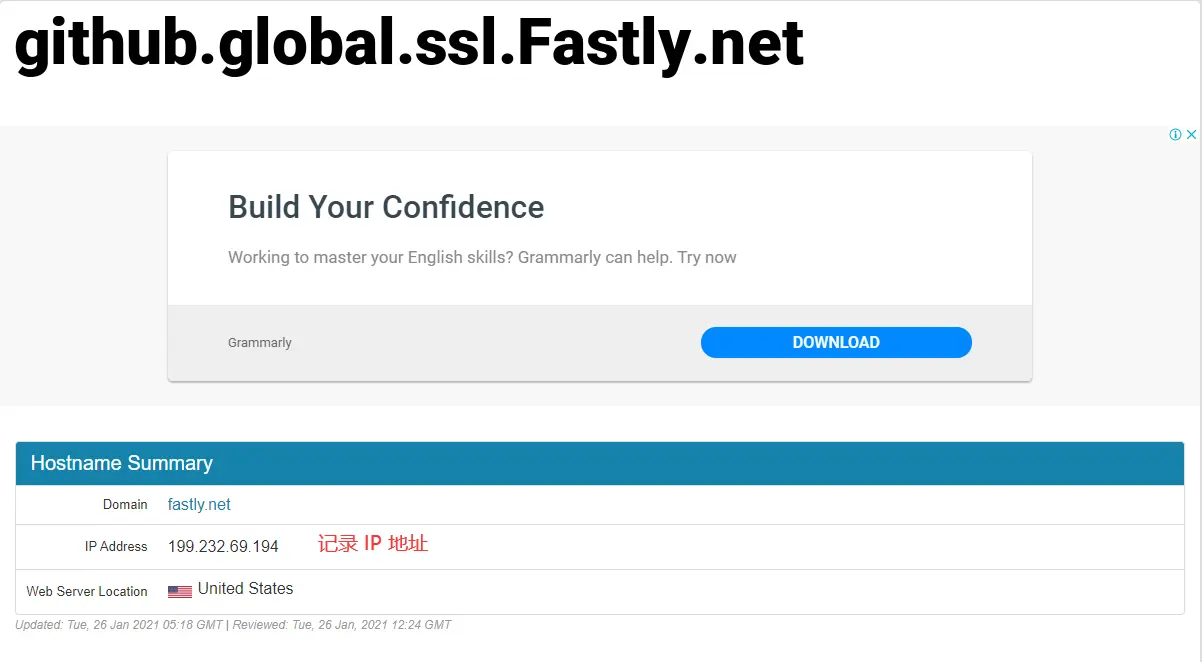 github.global.ssl.Fastly.net
Build Your Confidence
Working to master your English skills? Grammarly can help. Try now
Grammarly
DOWNLOAD
Hostname Summary
Domain fastly.net
IP Address 199.232.69.194 记录 IP 地址
Web Server Location United States
Updated: Tue, 26 Jan 2021 05:18 GMT | Reviewed: Tue, 26 Jan, 2021 12:24 GMT